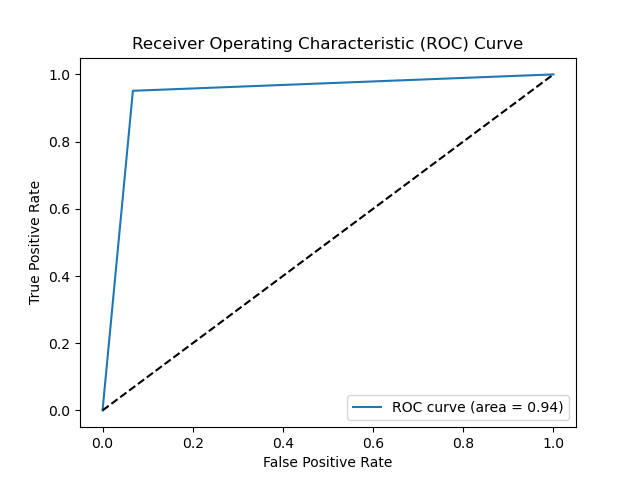 Receiver Operating Characteristic (ROC) Curve
1.0
0.8
0.6
0.4
0.2
0.0
True Positive Rate
ROC curve (area = 0.94)
0.0 0.2 0.4 0.6 0.8 1.0
False Positive Rate